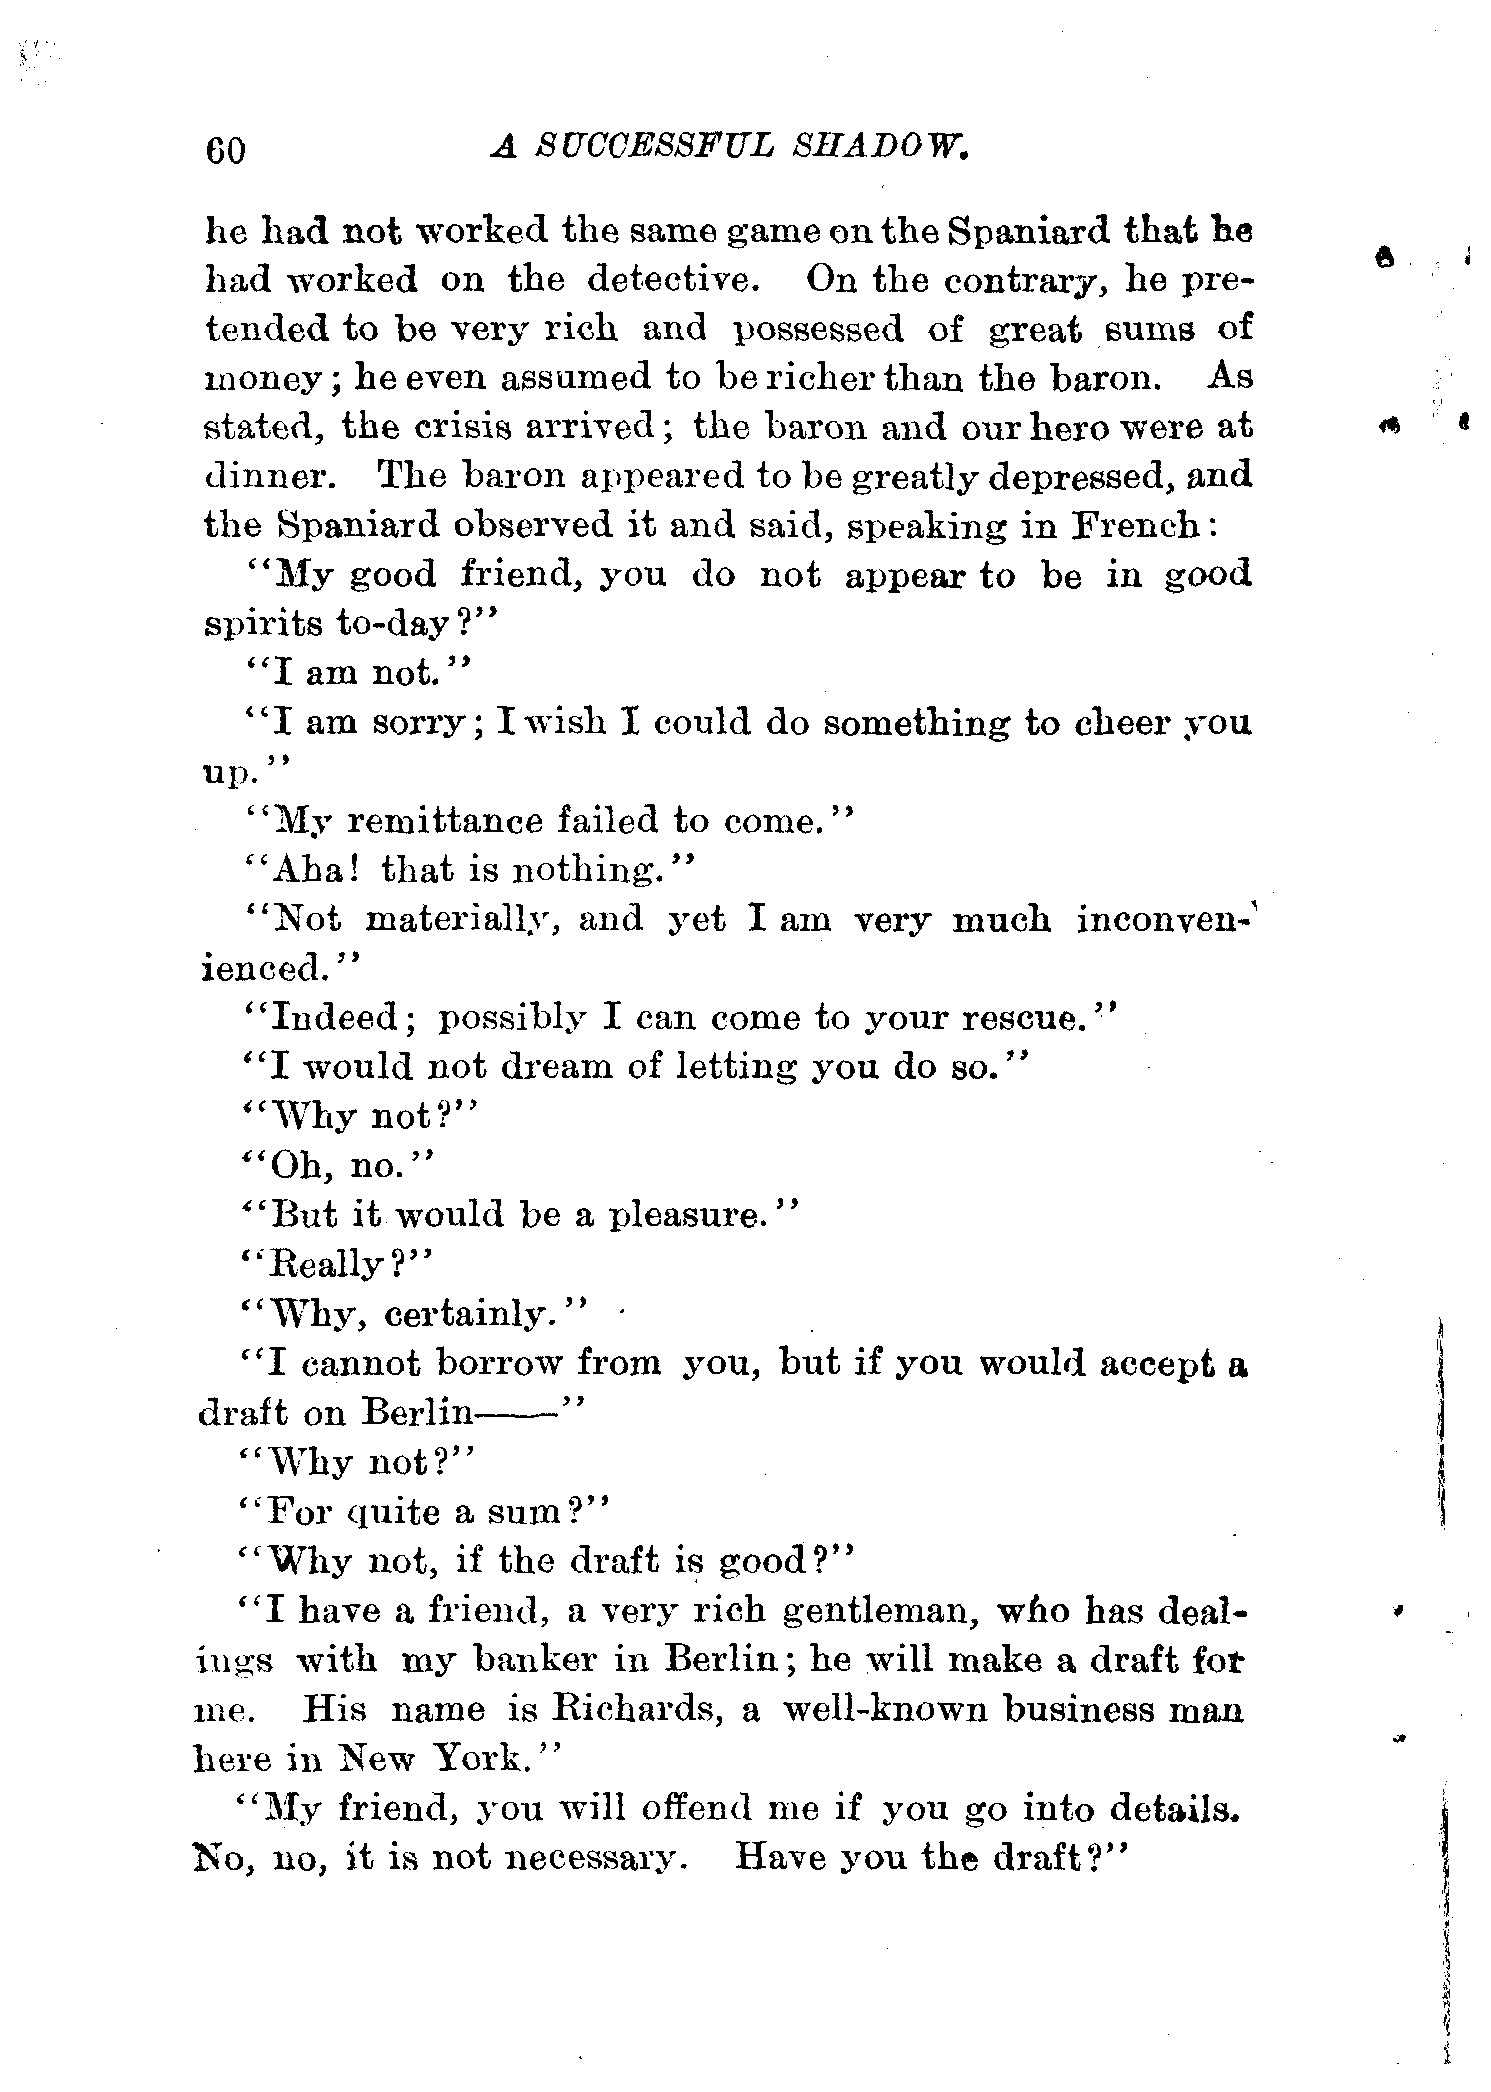 60 A SUCCESSFUL SHADOW.
he had not worked the same game on the Spaniard that he
had worked on the detective. On the contrary, he pre-
tended to be very rich and possessed of great sums of
money; he even assumed to be richer than the baron. As
stated, the crisis arrived; the baron and our hero were at
dinner. The baron appeared to be greatly depressed, and
the Spaniard observed it and said, speaking in French:
"My good friend, you do not appear to be in good
spirits to-day?"
"I am not."
"I am sorry; I wish I could do something to cheer you
up."
"My remittance failed to come."
"Aha! that is nothing."
"Not materially, and yet I am very much inconven-
ienced."
"Indeed; possibly I can come to your rescue."
"I would not dream of letting you do so."
"Why not?"
"Oh, no."
"But it would be a pleasure."
"Really?"
"Why, certainly."
"I cannot borrow from you, but if you would accept a
draft on Berlin——"
"Why not?"
"For quite a sum?"
"Why not, if the draft is good?"
"I have a friend, a very rich gentleman, who has deal-
ings with my banker in Berlin; he will make a draft for
me. His name is Richards, a well-known business man
here in New York."
"My friend, you will offend me if you go into details.
No, no, it is not necessary. Have you the draft?"